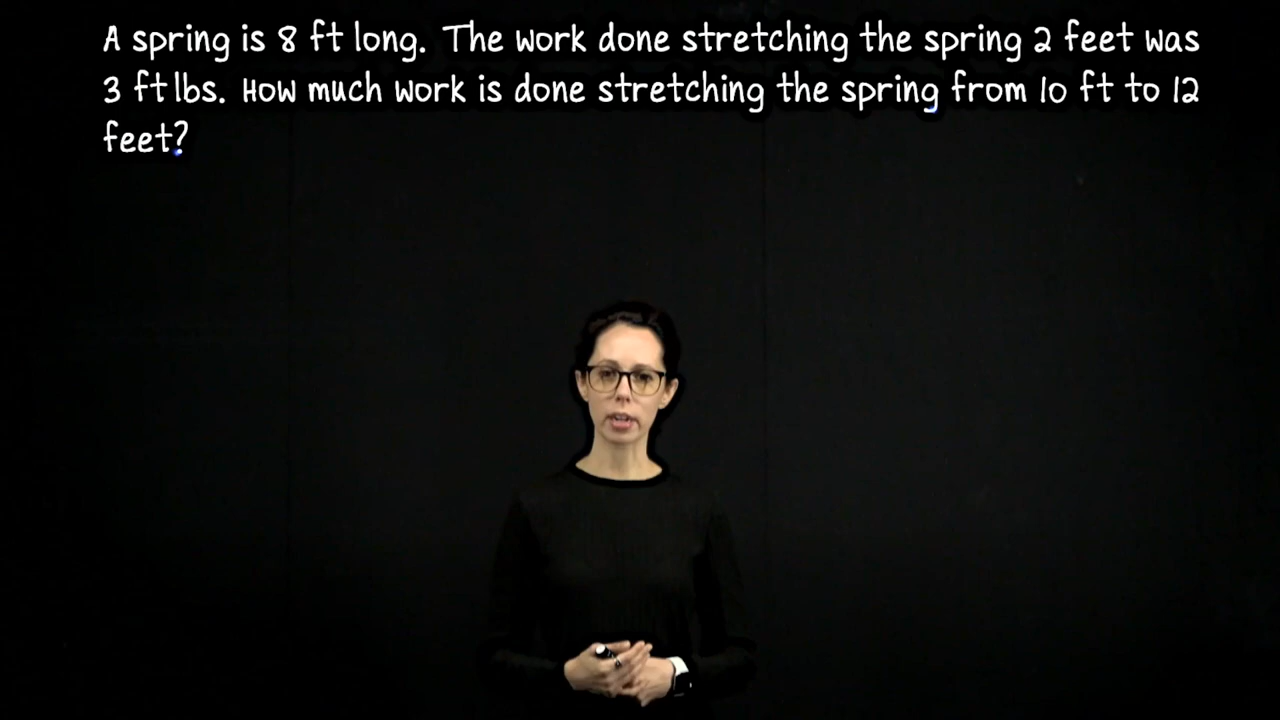 A spring is 8 ft long. The work done stretching the spring 2 feet was
3 ft lbs. How much work is done stretching the spring from 10 ft to 12
feet?